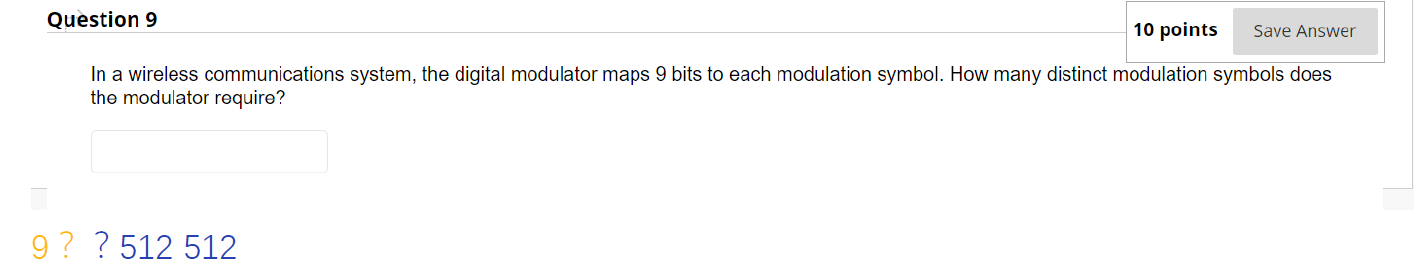 Question 9
10 points
Save Answer
In a wireless communications system, the digital modulator maps 9 bits to each modulation symbol. How many distinct modulation symbols does
the modulator require?
9 ? ? 512 512